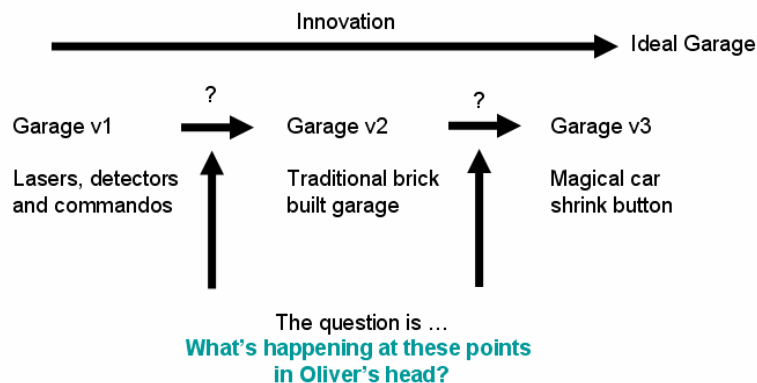 Innovation
Ideal Garage
?
?
Garage v1
Garage v2
Garage v3
Lasers, detectors
and commandos
Traditional brick
built garage
Magical car
shrink button
The question is …
What's happening at these points
in Oliver's head?